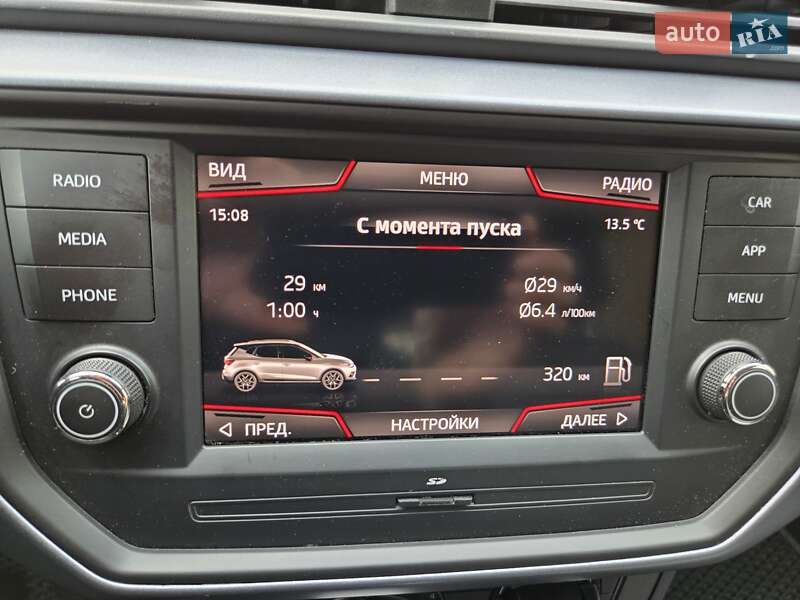 auto RIA
.com
RADIO
MEDIA
PHONE
ВИД
МЕНЮ
РАДИО
15:08
С момента пуска
13.5 °C
29 км
Ø29 км/ч
1:00 ч
Ø6.4 л/100км
320 км
ПРЕД.
НАСТРОЙКИ
ДАЛЕЕ
CAR
APP
MENU
SD